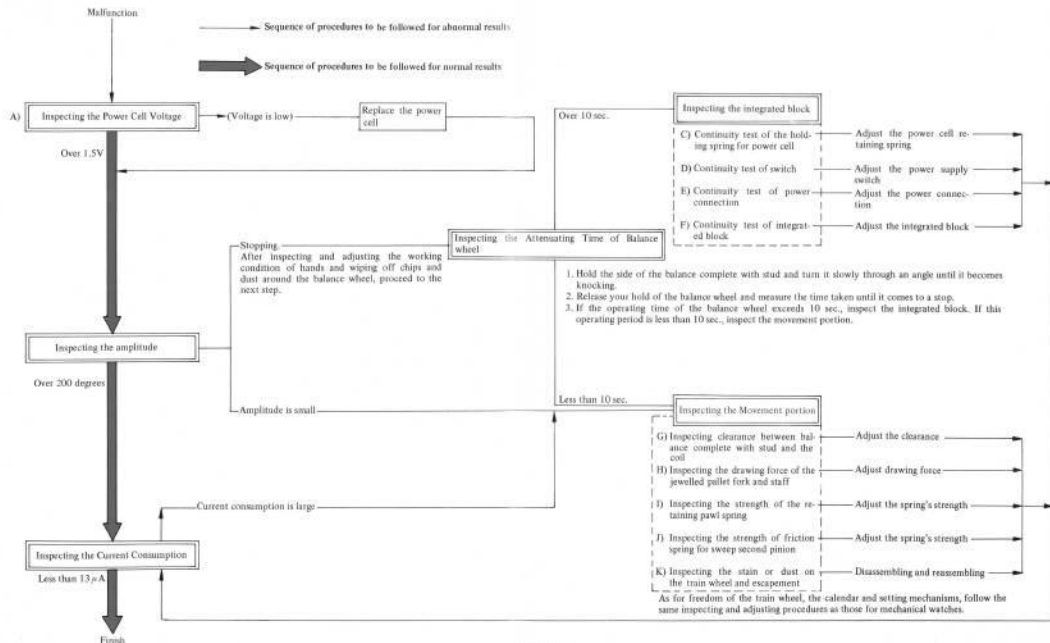 Malfunction
Sequence of procedures to be followed for abnormal results
Sequence of procedures to be followed for normal results
A)
Inspecting the Power Cell Voltage
(Voltage is low)
Replace the power
cell
Over 1.5V
Over 10 sec.
Inspecting the integrated block
C) Continuity test of the hold-
ing spring for power cell
Adjust the power cell re-
taining spring
D) Continuity test of switch
Adjust the power supply
switch
E) Continuity test of power
connection
Adjust the power connec-
tion
F) Continuity test of integrat-
ed block
Adjust the integrated block
Stopping.
After inspecting and adjusting the working
condition of hands and wiping off chips and
dust around the balance wheel, proceed to the
next step.
Inspecting the Attenuating Time of Balance
wheel
1. Hold the side of the balance complete with stud and turn it slowly through an angle until it becomes
knocking.
2. Release your hold of the balance wheel and measure the time taken until it comes to a stop.
3. If the operating time of the balance wheel exceeds 10 sec., inspect the integrated block. If this
operating period is less than 10 sec., inspect the movement portion.
Inspecting the amplitude
Over 200 degrees
Amplitude is small
Less than 10 sec.
Inspecting the Movement portion
G) Inspecting clearance between bal-
ance complete with stud and the
coil
Adjust the clearance
H) Inspecting the drawing force of the
jewelled pallet fork and staff
Adjust drawing force
I) Inspecting the strength of the re-
taining pawl spring
Adjust the spring's strength
J) Inspecting the strength of friction
spring for sweep second pinion
Adjust the spring's strength
K) Inspecting the stain or dust on
the train wheel and escapement
Disassembling and reassembling
As for freedom of the train wheel, the calendar and setting mechanisms, follow the
same inspecting and adjusting procedures as those for mechanical watches.
Current consumption is large
Inspecting the Current Consumption
Less than 13μA
Finish